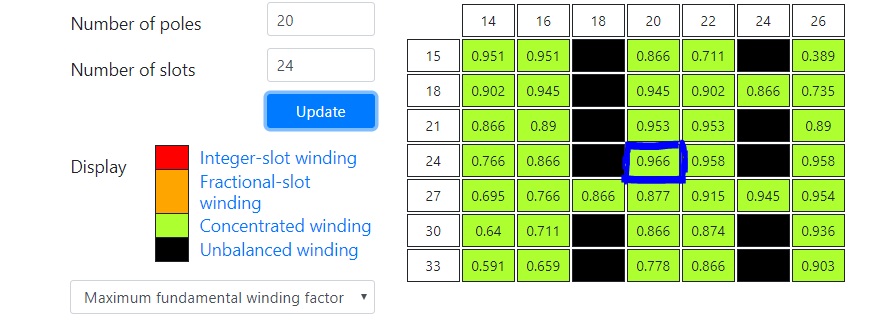 Number of poles 20
Number of slots 24
Update
Display
Integer-slot winding
Fractional-slot
winding
Concentrated winding
Unbalanced winding
Maximum fundamental winding factor
14 16 18 20 22 24 26
15 0.951 0.951 0.866 0.711 0.389
18 0.902 0.945 0.945 0.902 0.866 0.735
21 0.866 0.89 0.953 0.953 0.89
24 0.766 0.866 0.966 0.958 0.958
27 0.695 0.766 0.866 0.877 0.915 0.945 0.954
30 0.64 0.711 0.866 0.874 0.936
33 0.591 0.659 0.778 0.866 0.903